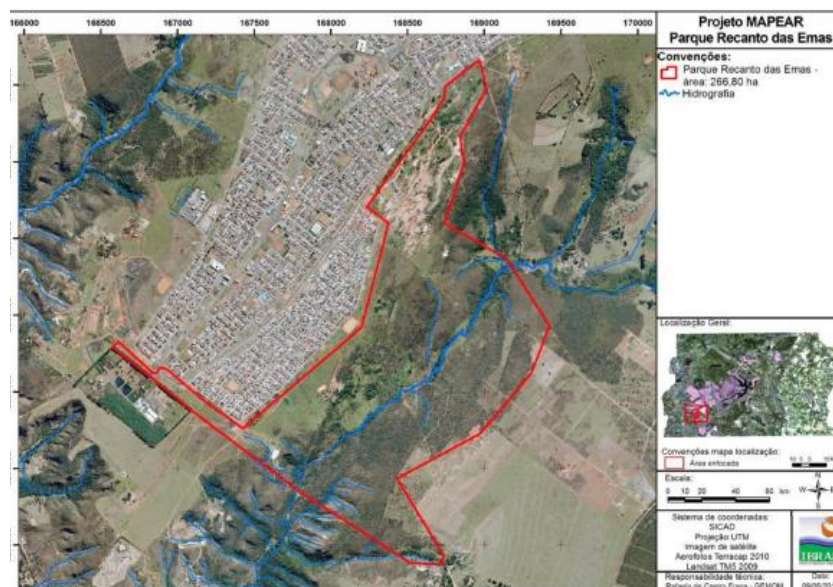 166000 166500 167000 167500 168000 168500 169000 169500 170000
Projeto MAPEAR
Parque Recanto das Emas
Convenções:
Parque Recanto das Emas -
área: 266,80 ha
Hidrografia
Localização Geral:
Convenções mapa localização:
Área enfocada
Escala:
0 10 20 40 60 km
N
W
S
Sistema de coordenadas:
SICAD
Projeção UTM
Imagem de satélite
Aerofotos Terracap 2010
Landsat TM5 2009
IBRA
Responsabilidade técnica:
Data: